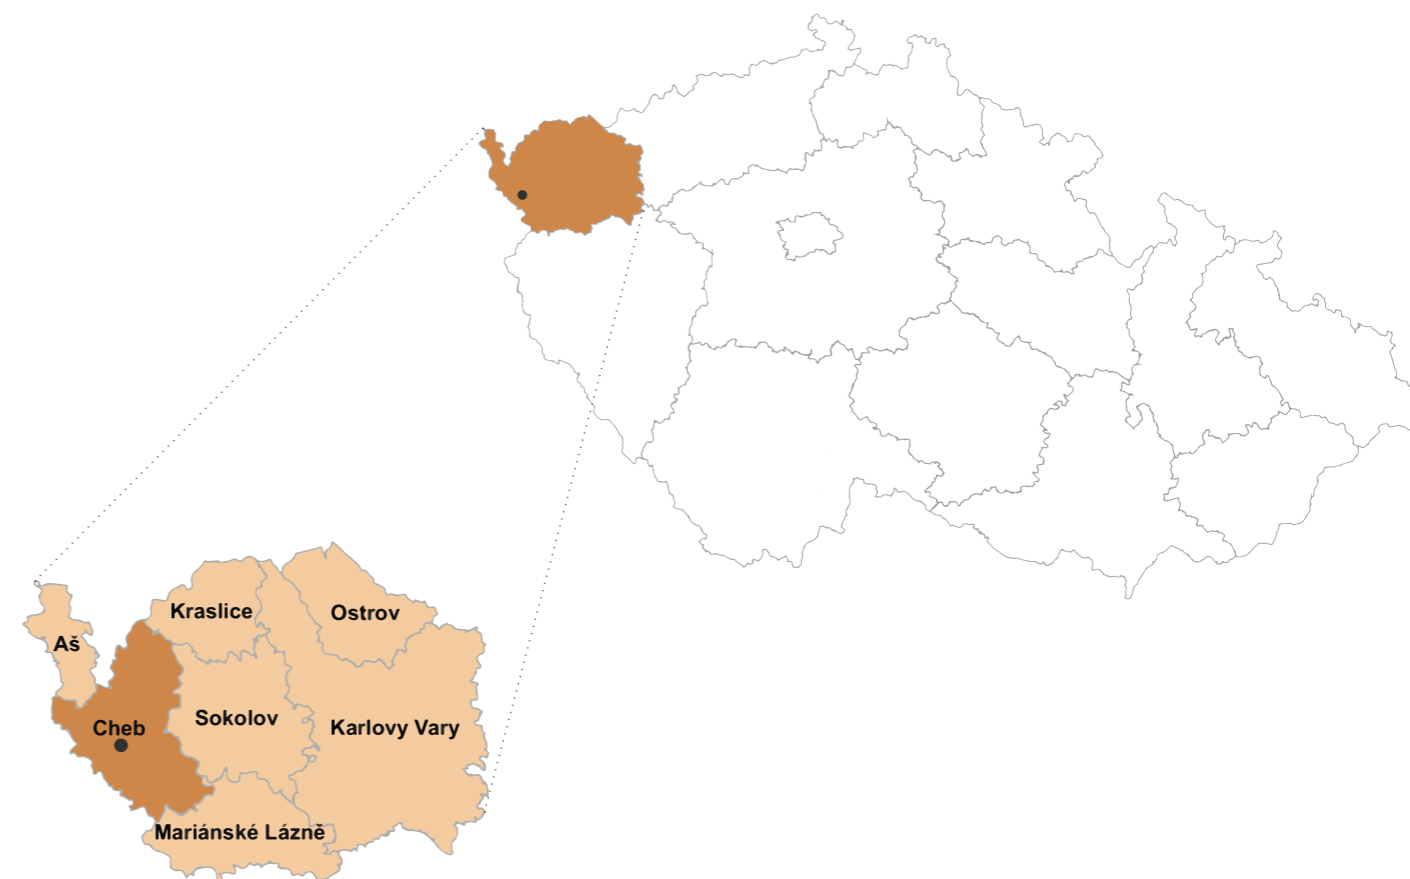 Kraslice
Ostrov
Aš
Cheb
Sokolov
Karlovy Vary
Mariánské Lázně